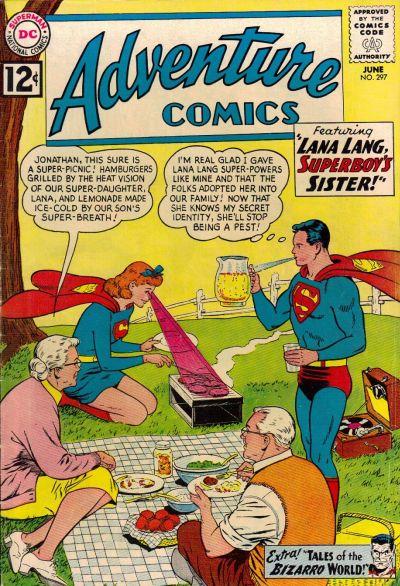 SUPERMAN
DC
NATIONAL COMICS
12¢
Adventure
COMICS
APPROVED
BY THE
COMICS
CODE
AUTHORITY
JUNE
NO. 297
Featuring
"LANA LANG,
SUPERBOY'S
SISTER!"
JONATHAN, THIS SURE IS
A SUPER-PICNIC! HAMBURGERS
GRILLED BY THE HEAT VISION
OF OUR SUPER-DAUGHTER,
LANA, AND LEMONADE MADE
ICE-COLD BY OUR SON'S
SUPER-BREATH!
I'M REAL GLAD I GAVE
LANA LANG SUPER-POWERS
LIKE MINE AND THAT THE
FOLKS ADOPTED HER INTO
OUR FAMILY! NOW THAT
SHE KNOWS MY SECRET
IDENTITY, SHE'LL STOP
BEING A PEST!
S
S
Extra! "TALES of the
BIZARRO WORLD!"